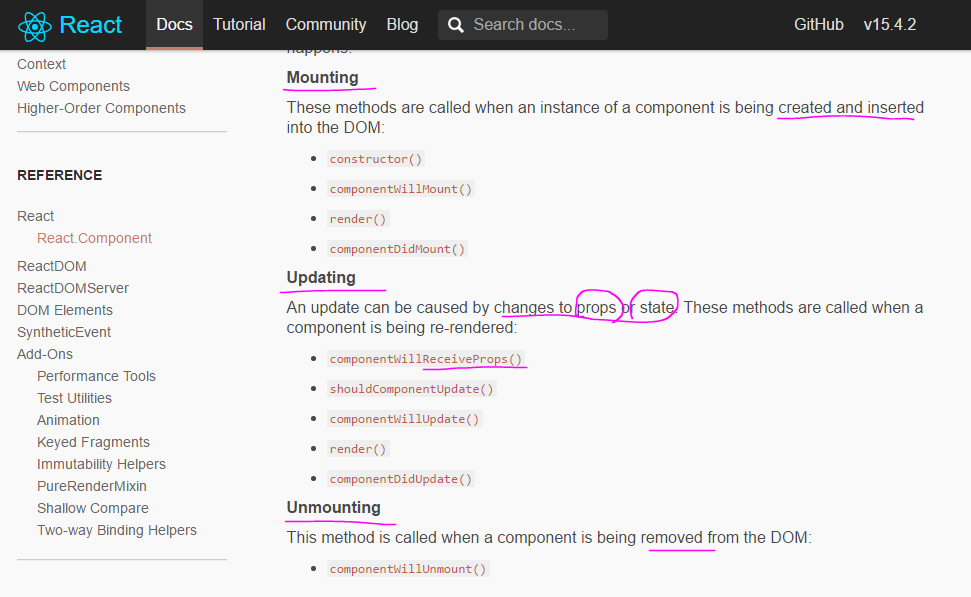 React Docs Tutorial Community Blog Search docs... GitHub v15.4.2
happens.
Context
Web Components
Higher-Order Components
REFERENCE
React
React.Component
ReactDOM
ReactDOMServer
DOM Elements
SyntheticEvent
Add-Ons
Performance Tools
Test Utilities
Animation
Keyed Fragments
Immutability Helpers
PureRenderMixin
Shallow Compare
Two-way Binding Helpers
Mounting
These methods are called when an instance of a component is being created and inserted
into the DOM:
constructor()
componentWillMount()
render()
componentDidMount()
Updating
An update can be caused by changes to props or state. These methods are called when a
component is being re-rendered:
componentWillReceiveProps()
shouldComponentUpdate()
componentWillUpdate()
render()
componentDidUpdate()
Unmounting
This method is called when a component is being removed from the DOM:
componentWillUnmount()